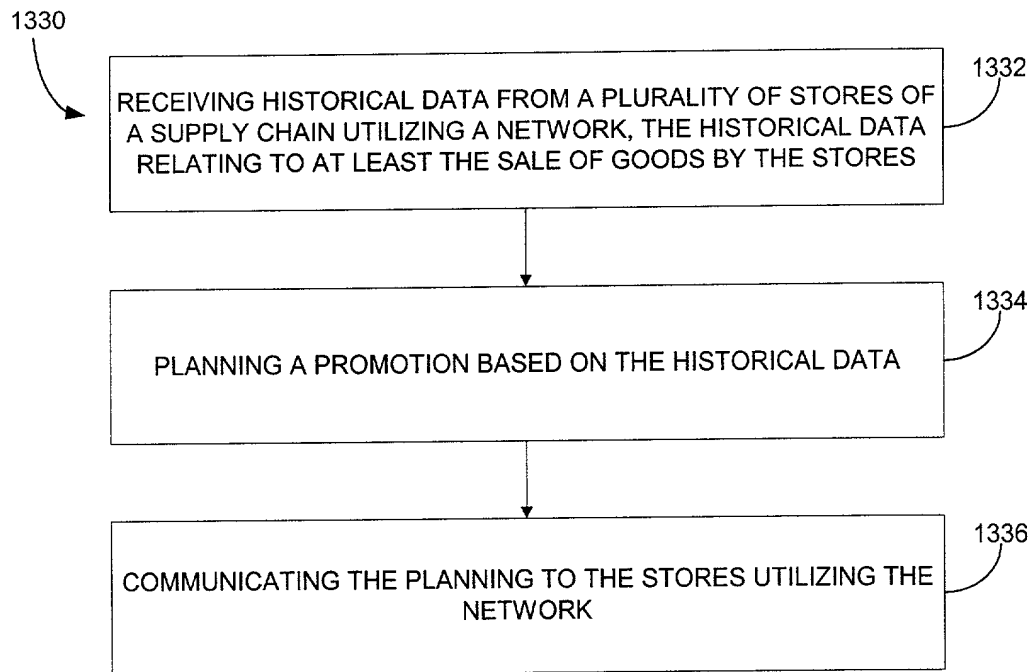 1330
1332
RECEIVING HISTORICAL DATA FROM A PLURALITY OF STORES OF
A SUPPLY CHAIN UTILIZING A NETWORK, THE HISTORICAL DATA
RELATING TO AT LEAST THE SALE OF GOODS BY THE STORES
1334
PLANNING A PROMOTION BASED ON THE HISTORICAL DATA
1336
COMMUNICATING THE PLANNING TO THE STORES UTILIZING THE
NETWORK